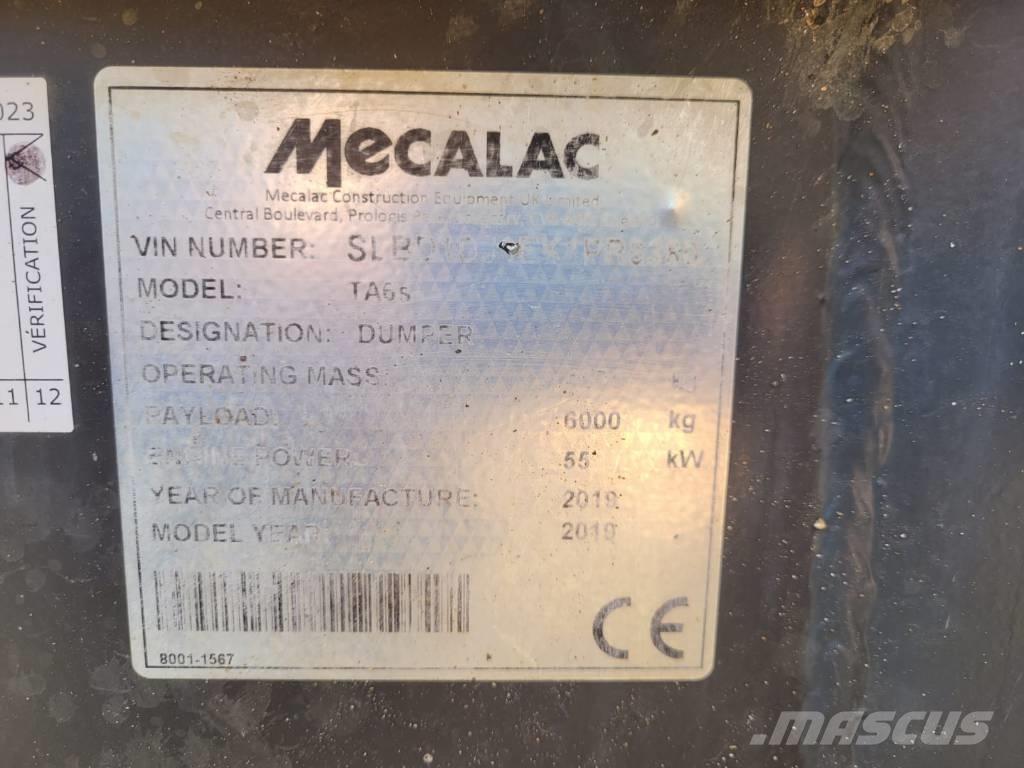 023
VÉRIFICATION
11 12
MECALAC
Mecalac Construction Equipment UK Limited
Central Boulevard, Prologis
VIN NUMBER:
MODEL: TA6s
DESIGNATION: DUMPER
OPERATING MASS kg
PAYLOAD: 6000 kg
ENGINE POWER: 55 kW
YEAR OF MANUFACTURE: 2019
MODEL YEAR 2019
8001-1567
CE
MASCUS